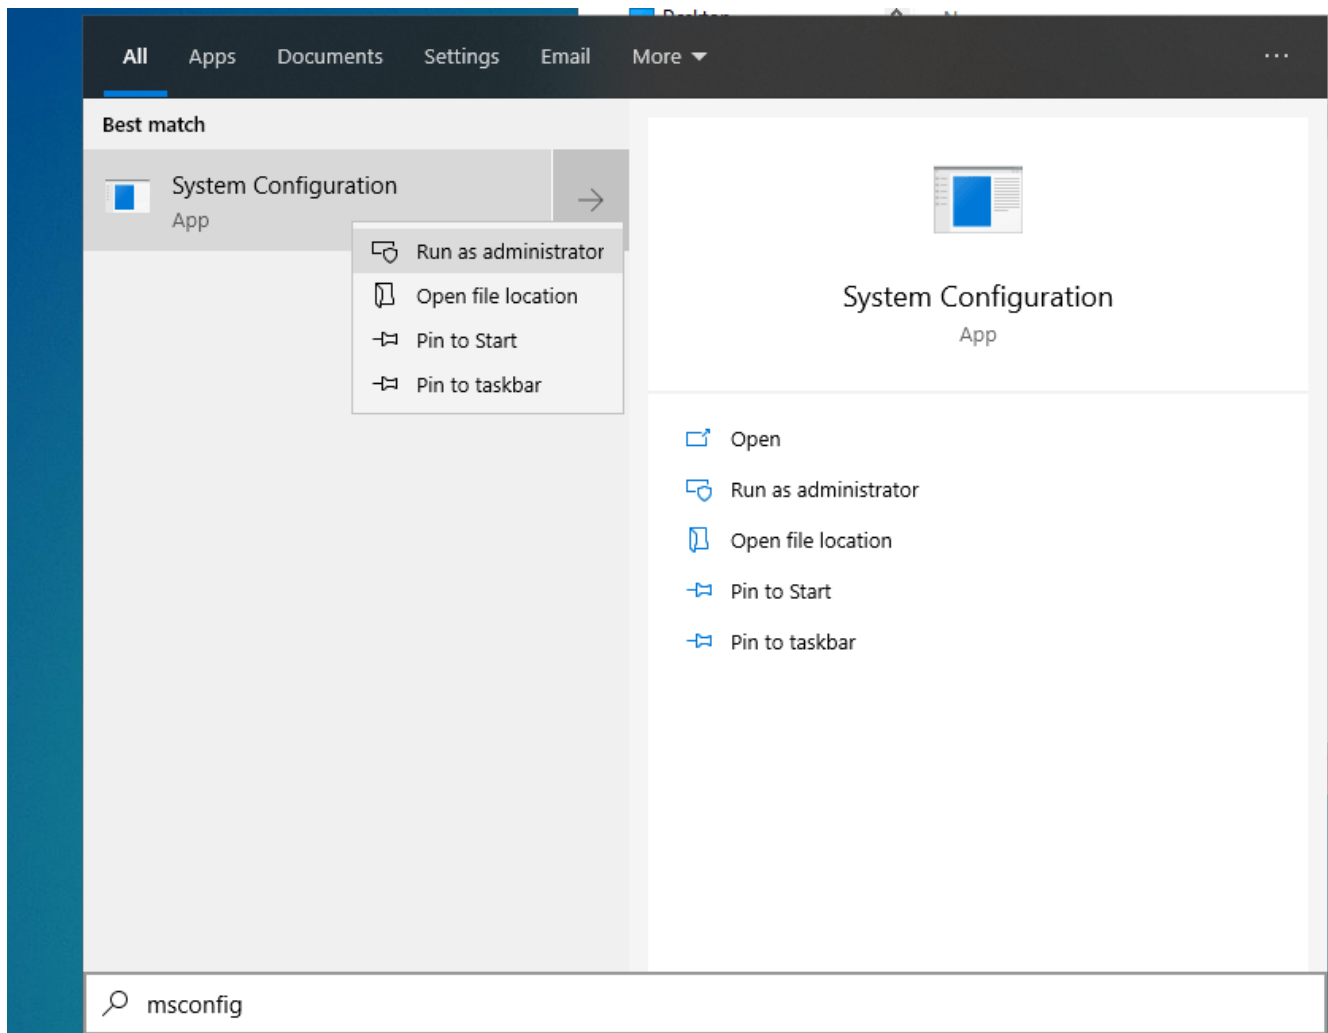 All Apps Documents Settings Email More
Best match
System Configuration
App
Run as administrator
Open file location
Pin to Start
Pin to taskbar
System Configuration
App
Open
Run as administrator
Open file location
Pin to Start
Pin to taskbar
msconfig